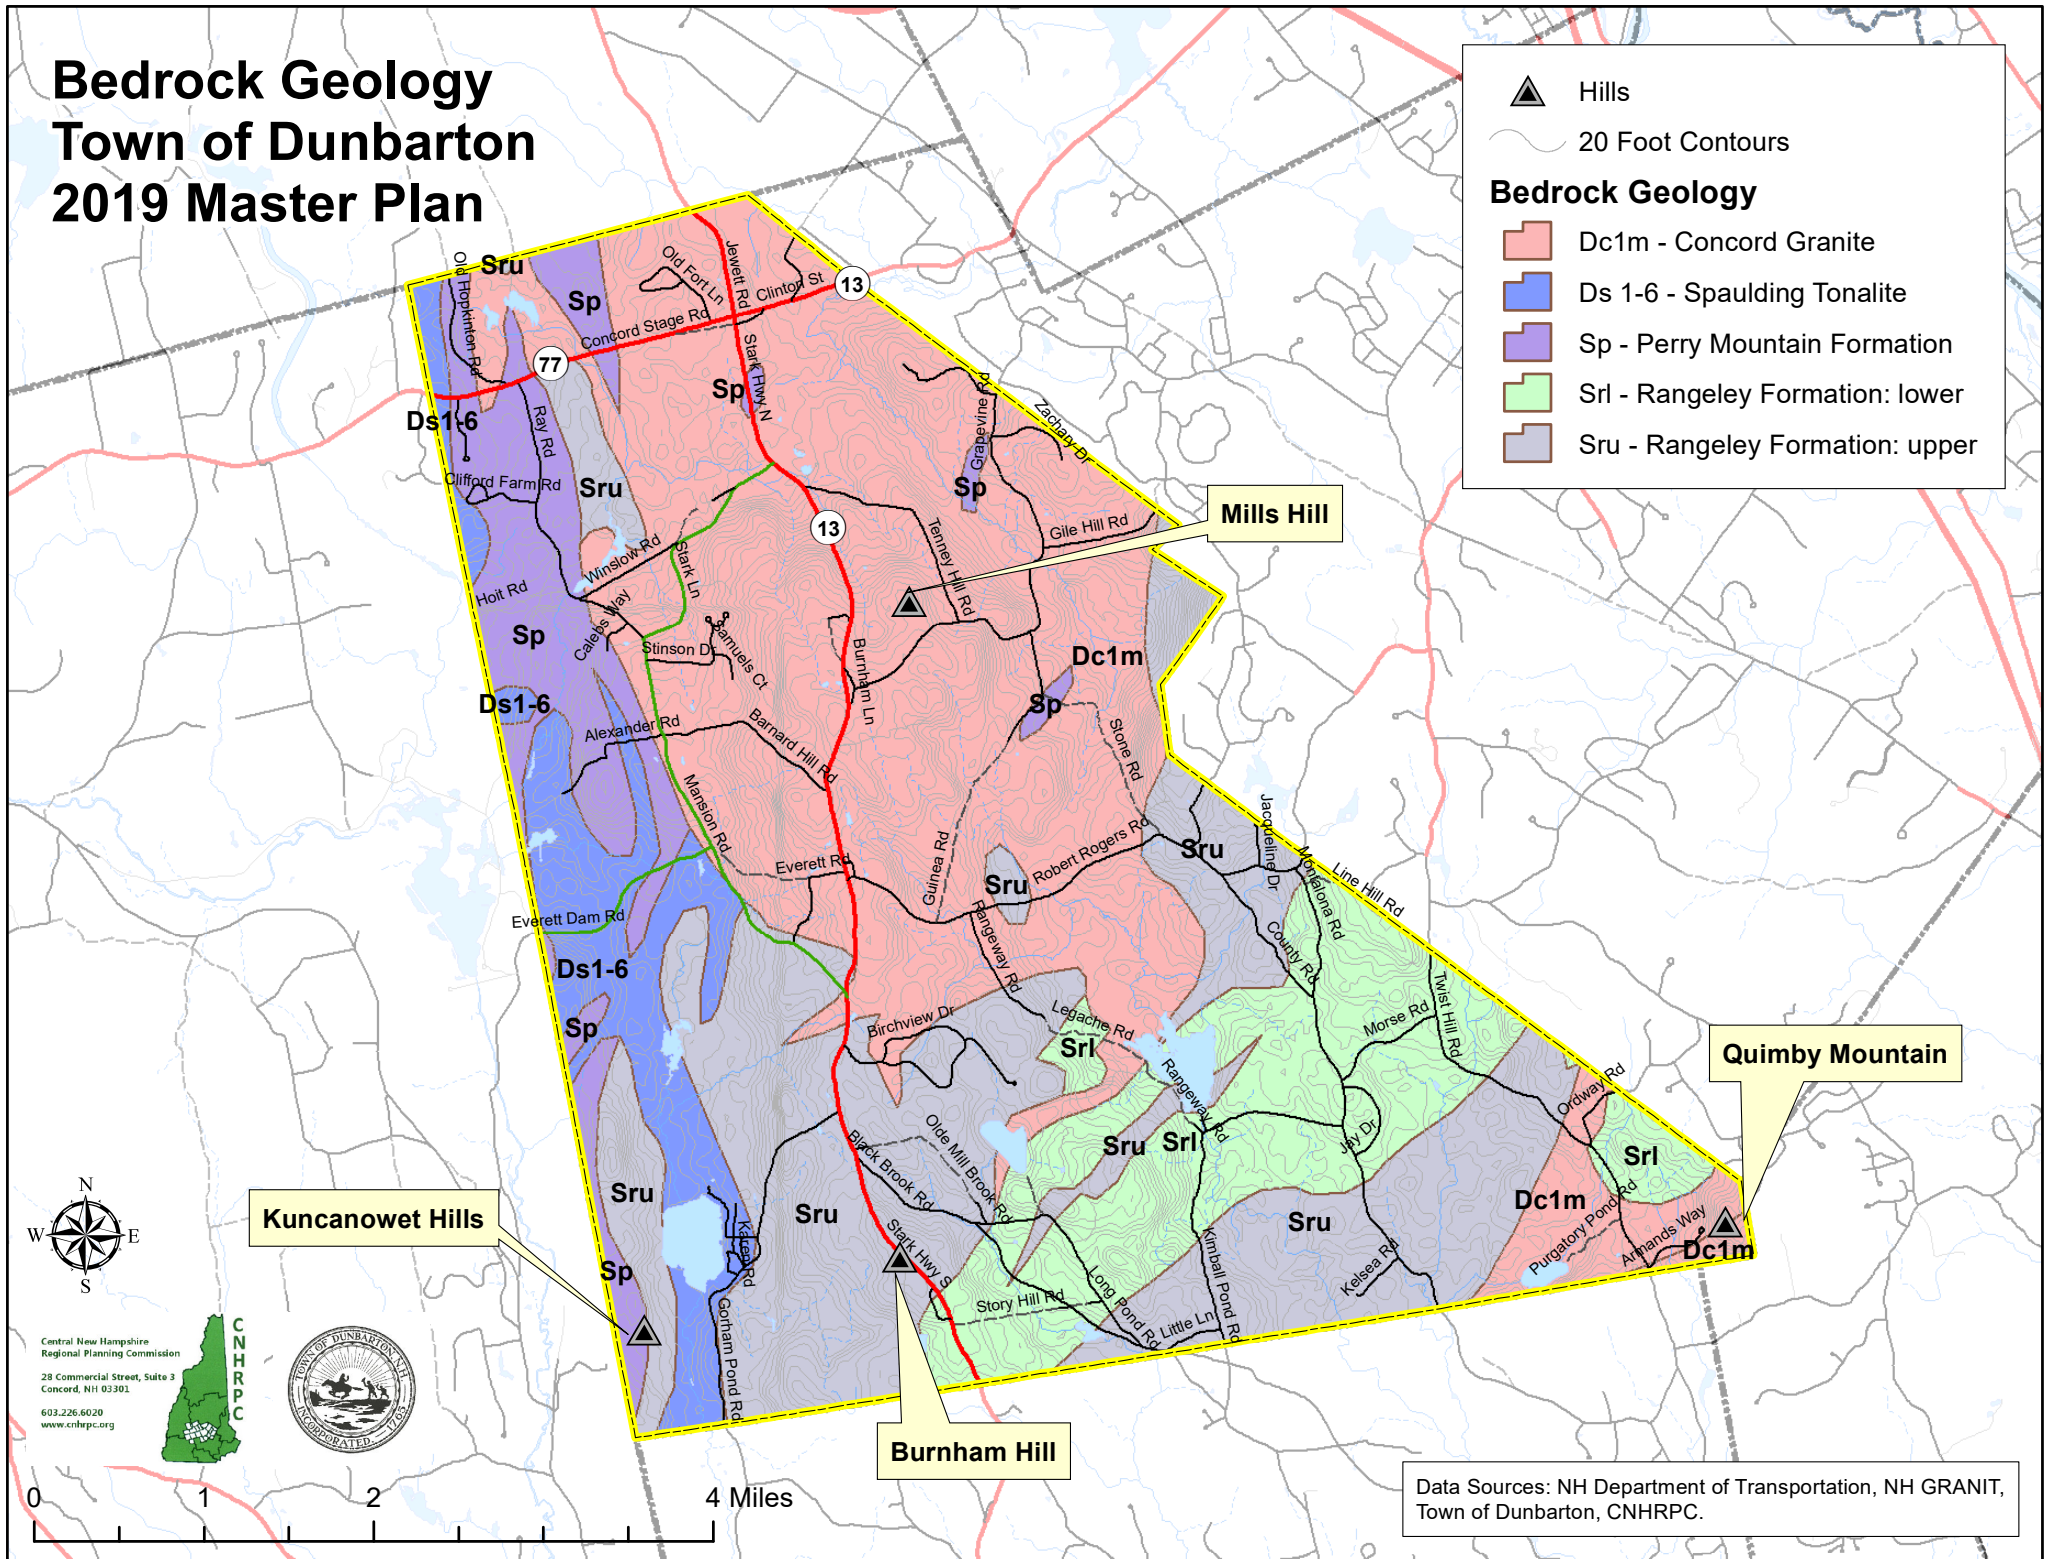 Bedrock Geology
Town of Dunbarton
2019 Master Plan
Hills
20 Foot Contours
Bedrock Geology
Dc1m - Concord Granite
Ds 1-6 - Spaulding Tonalite
Sp - Perry Mountain Formation
Srl - Rangeley Formation: lower
Sru - Rangeley Formation: upper
Sru
Old Hopkinton Rd
Sp
Old Fort Ln
Jewett Rd
Clinton St
13
Concord Stage Rd
77
Stark Hwy N
Sp
Ds1-6
Ray Rd
Grapevine Rd
Zachary Dr
Clifford Farm Rd
Sru
Sp
Mills Hill
13
Tenney Hill Rd
Gile Hill Rd
Winslow Rd
Stark Ln
Hoit Rd
Calebs Way
Sp
Samuels Ct
Stinson Dr
Burnham Ln
Dc1m
Ds1-6
Sp
Alexander Rd
Barnard Hill Rd
Stone Rd
Mansion Rd
Jacqueline Dr
Sru
Montalona Rd
Line Hill Rd
Everett Rd
Guinea Rd
Sru
Robert Rogers Rd
Everett Dam Rd
Rangeway Rd
County Rd
Ds1-6
Twist Hill Rd
Sp
Birchview Dr
Legache Rd
Srl
Morse Rd
Quimby Mountain
Rangeway Rd
Ordway Rd
Olde Mill Brook Rd
Black Brook Rd
Sru
Srl
Jay Dr
Srl
Sru
Sru
Dc1m
Sru
Purgatory Pond Rd
Armands Way
Dc1m
Kuncanowet Hills
Karen Rd
Stark Hwy S
Kimball Pond Rd
Kelsea Rd
Sp
Long Pond Rd
Story Hill Rd
Little Ln
Gorham Pond Rd
Burnham Hill
N
W
E
S
Central New Hampshire
Regional Planning Commission
28 Commercial Street, Suite 3
Concord, NH 03301
603.226.6020
www.cnhrpc.org
CNHRPC
TOWN OF DUNBARTON, N.H.
INCORPORATED. 1765
0 1 2 4 Miles
Data Sources: NH Department of Transportation, NH GRANIT,
Town of Dunbarton, CNHRPC.